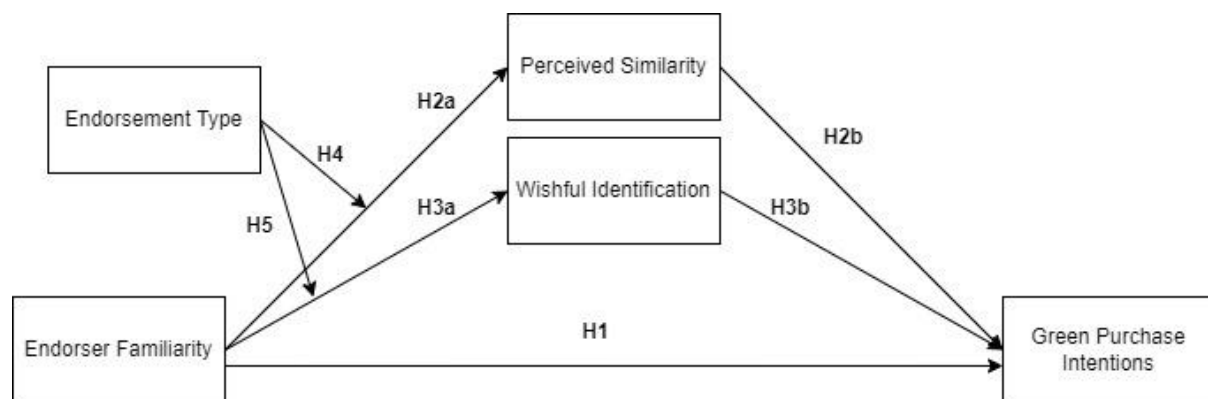 Perceived Similarity
Endorsement Type
H2a
H2b
H4
Wishful Identification
H3a
H3b
H5
H1
Endorser Familiarity
Green Purchase
Intentions